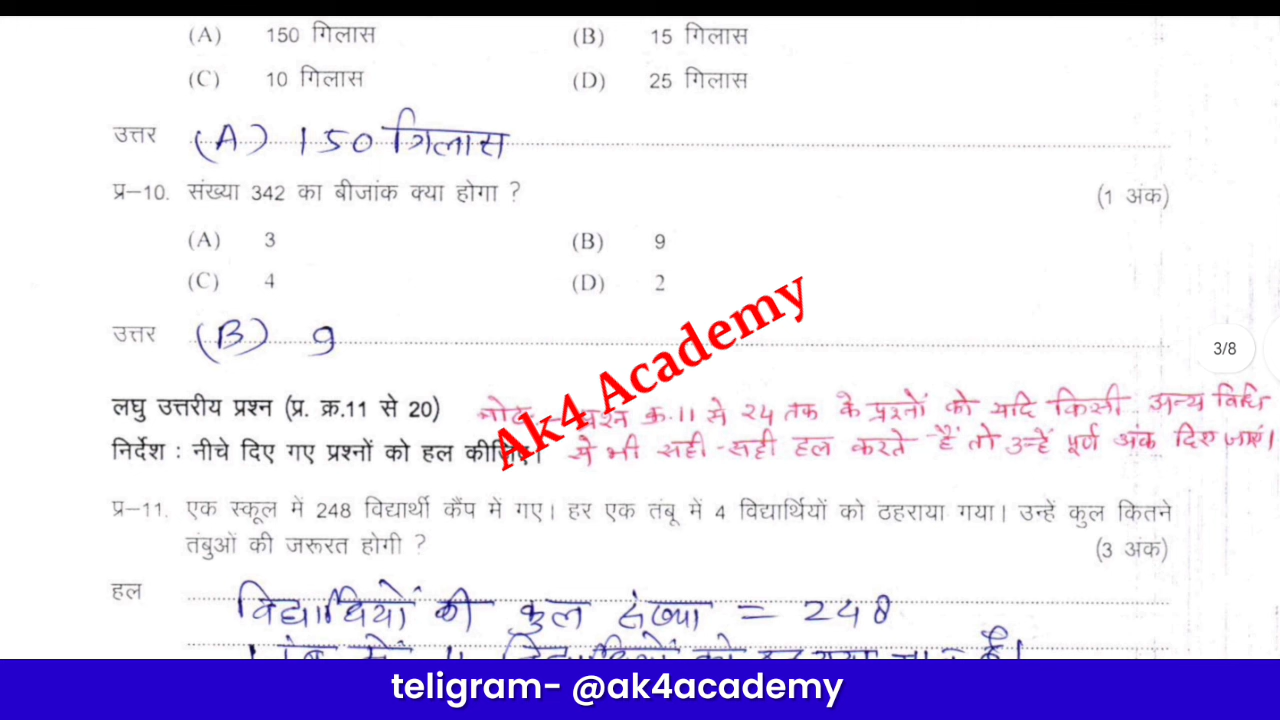 (A) 150 गिलास (B) 15 गिलास
(C) 10 गिलास (D) 25 गिलास
उत्तर (A) 150 गिलास
प्र–10. संख्या 342 का बीजांक क्या होगा ? (1 अंक)
(A) 3 (B) 9
(C) 4 (D) 2
उत्तर (B) 9
3/8
लघु उत्तरीय प्रश्न (प्र. क्र.11 से 20) नोट प्रश्न क्र. 11 से 24 तक के प्रश्नों को यदि किसी अन्य विधि
निर्देश : नीचे दिए गए प्रश्नों को हल कीजिए। से भी सही-सही हल करते हैं तो उन्हें पूर्ण अंक दिए जाएं।
Ak4 Academy
प्र–11. एक स्कूल में 248 विद्यार्थी कैंप में गए। हर एक तंबू में 4 विद्यार्थियों को ठहराया गया। उन्हें कुल कितने
तंबुओं की जरूरत होगी ? (3 अंक)
हल विद्यार्थियों की कुल संख्या = 248
teligram- @ak4academy